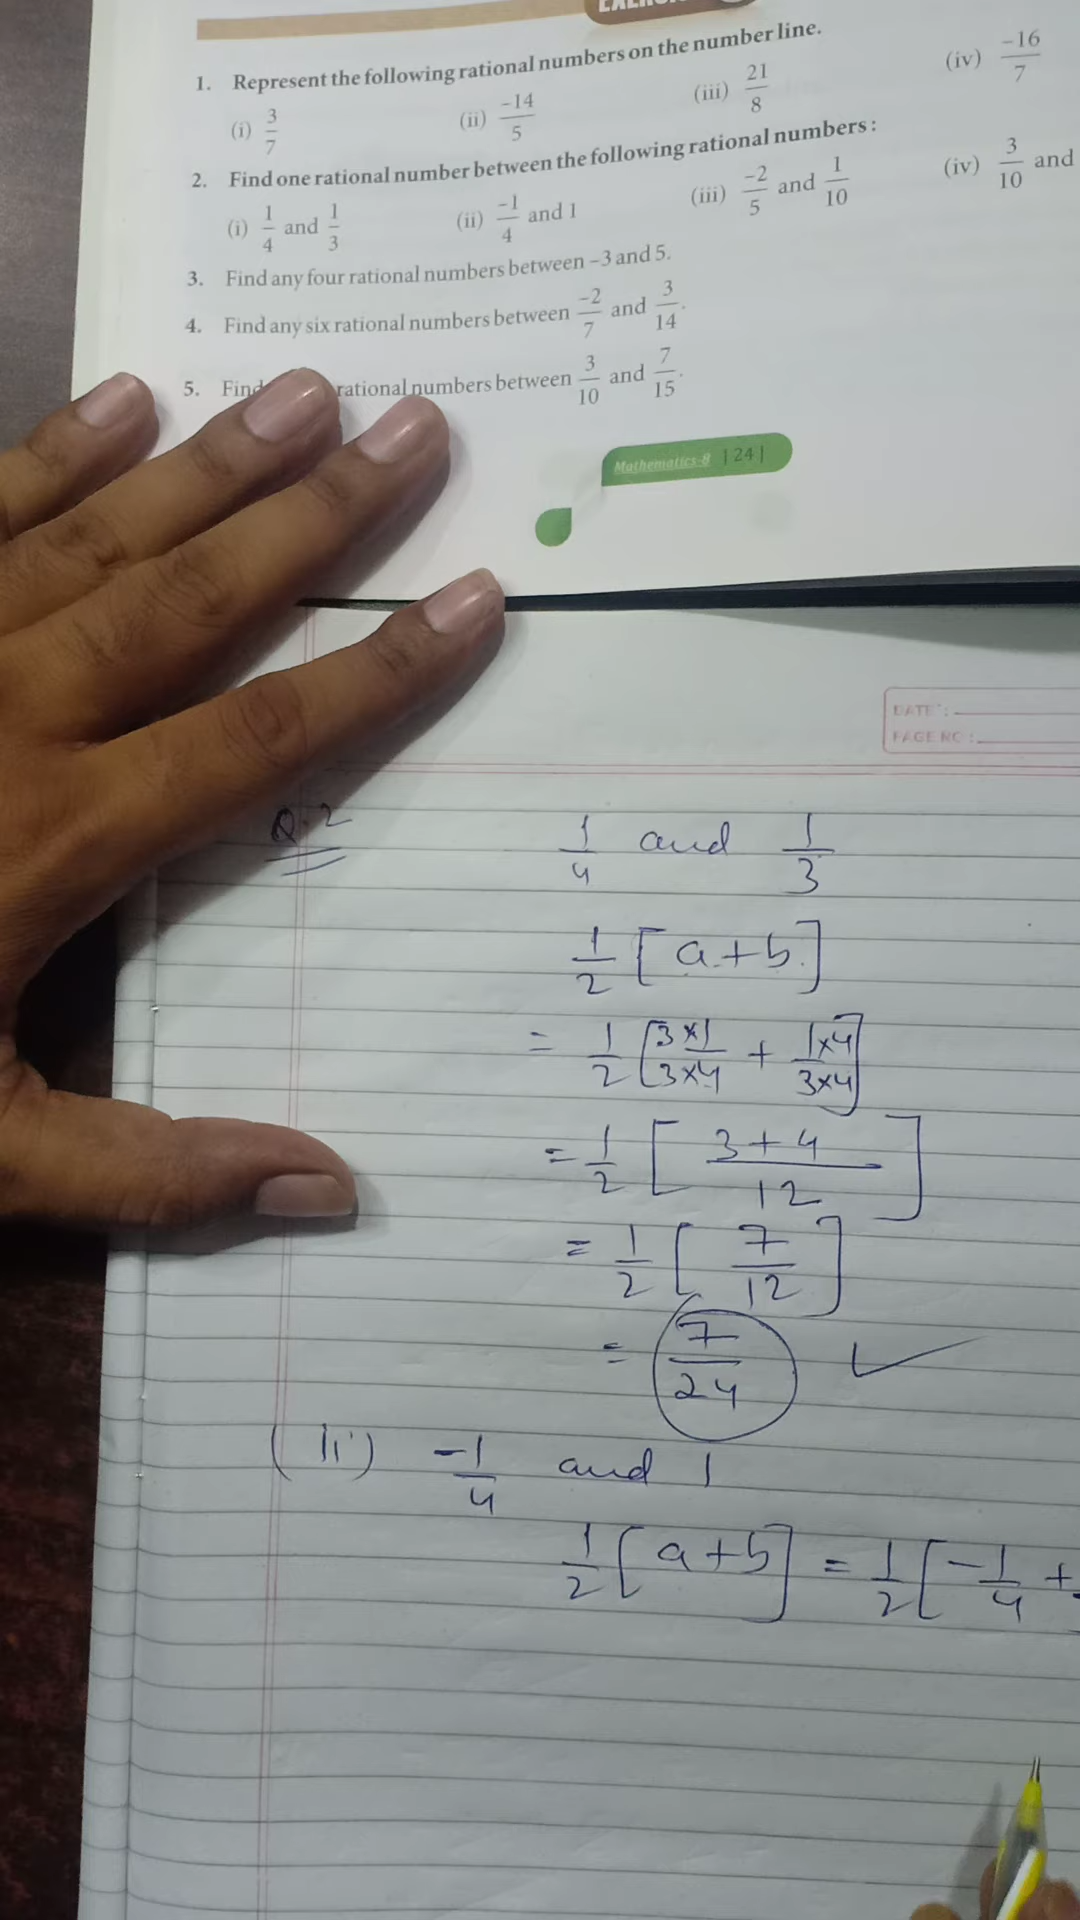 1. Represent the following rational numbers on the number line.
(i) 3/7 (ii) -14/5 (iii) 21/8 (iv) -16/7
2. Find one rational number between the following rational numbers:
(i) 1/4 and 1/3 (ii) -1/4 and 1 (iii) -2/5 and 1/10 (iv) 3/10 and
3. Find any four rational numbers between -3 and 5.
4. Find any six rational numbers between -2/7 and 3/14.
5. Find rational numbers between 3/10 and 7/15.
Mathematics-8 | 24 |
DATE :
PAGE NO :
Q.2 1/4 and 1/3
1/2 [a+b]
= 1/2 [3×1/3×4 + 1×4/3×4]
= 1/2 [3+4/12]
= 1/2 [7/12]
= 7/24 ✓
(ii) -1/4 and 1
1/2 [a+b] = 1/2 [-1/4 +